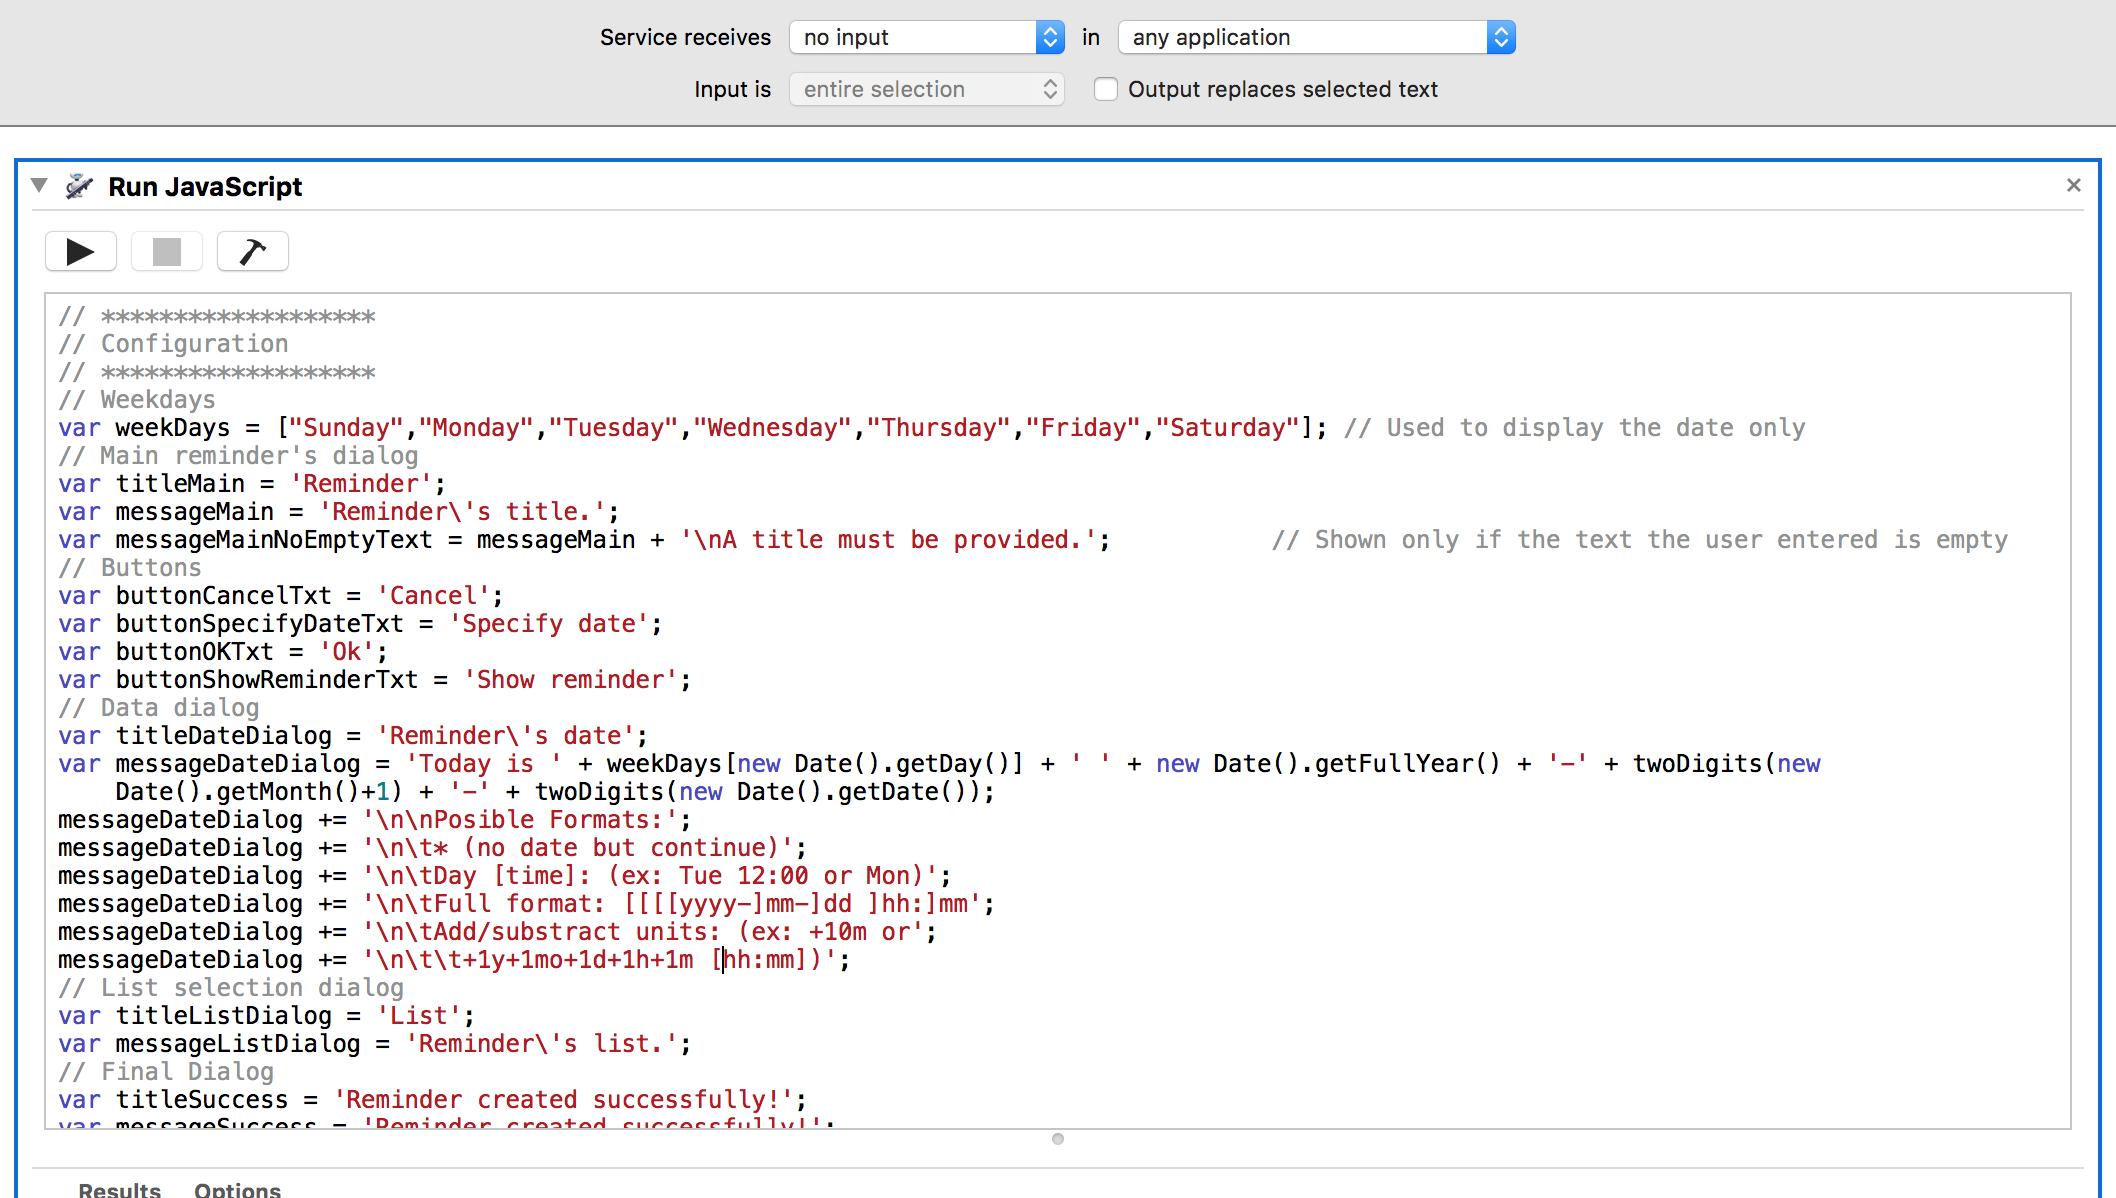 Service receives no input in any application
Input is entire selection Output replaces selected text
Run JavaScript
// *******************
// Configuration
// *******************
// Weekdays
var weekDays = ["Sunday","Monday","Tuesday","Wednesday","Thursday","Friday","Saturday"]; // Used to display the date only
// Main reminder's dialog
var titleMain = 'Reminder';
var messageMain = 'Reminder\'s title.';
var messageMainNoEmptyText = messageMain + '\nA title must be provided.'; // Shown only if the text the user entered is empty
// Buttons
var buttonCancelTxt = 'Cancel';
var buttonSpecifyDateTxt = 'Specify date';
var buttonOKTxt = 'Ok';
var buttonShowReminderTxt = 'Show reminder';
// Data dialog
var titleDateDialog = 'Reminder\'s date';
var messageDateDialog = 'Today is ' + weekDays[new Date().getDay()] + ' ' + new Date().getFullYear() + '-' + twoDigits(new
Date().getMonth()+1) + '-' + twoDigits(new Date().getDate());
messageDateDialog += '\n\nPosible Formats:';
messageDateDialog += '\n\t* (no date but continue)';
messageDateDialog += '\n\tDay [time]: (ex: Tue 12:00 or Mon)';
messageDateDialog += '\n\tFull format: [[[[yyyy-]mm-]dd ]hh:]mm';
messageDateDialog += '\n\tAdd/substract units: (ex: +10m or';
messageDateDialog += '\n\t\t+1y+1mo+1d+1h+1m [hh:mm])';
// List selection dialog
var titleListDialog = 'List';
var messageListDialog = 'Reminder\'s list.';
// Final Dialog
var titleSuccess = 'Reminder created successfully!';
var messageSuccess = 'Reminder created successfully!';
Results Options